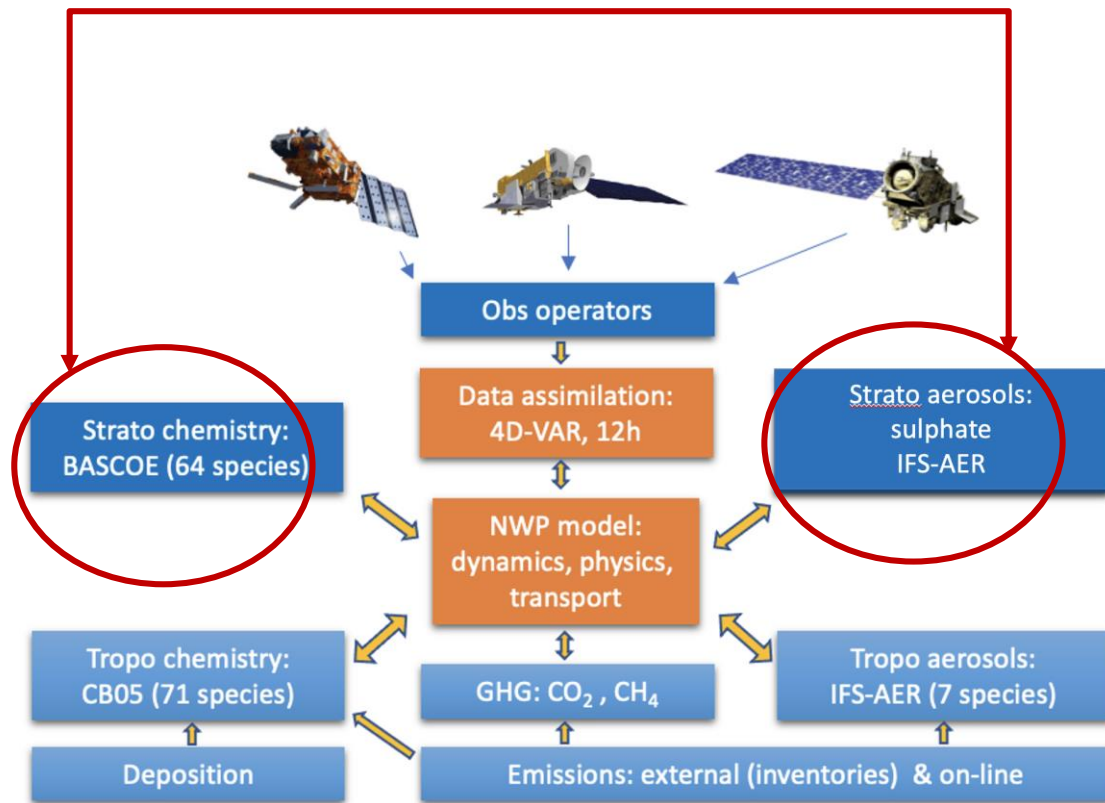 Obs operators
Data assimilation:
4D-VAR, 12h
Strato chemistry:
BASCOE (64 species)
Strato aerosols:
sulphate
IFS-AER
NWP model:
dynamics, physics,
transport
Tropo chemistry:
CB05 (71 species)
GHG: CO₂ , CH₄
Tropo aerosols:
IFS-AER (7 species)
Deposition
Emissions: external (inventories) & on-line